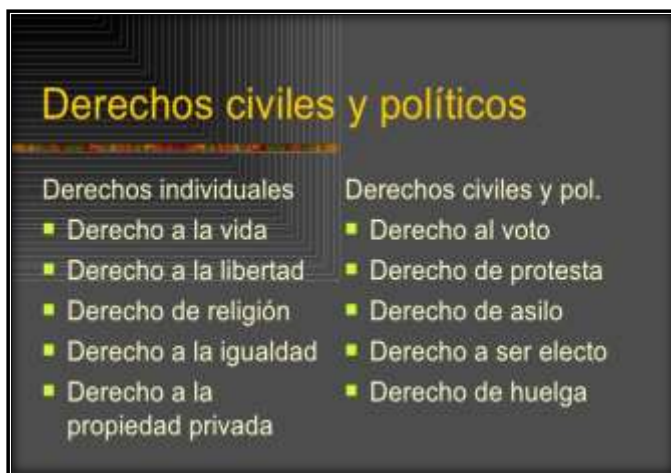 Derechos civiles y políticos
Derechos individuales
Derecho a la vida
Derecho a la libertad
Derecho de religión
Derecho a la igualdad
Derecho a la
propiedad privada
Derechos civiles y pol.
Derecho al voto
Derecho de protesta
Derecho de asilo
Derecho a ser electo
Derecho de huelga